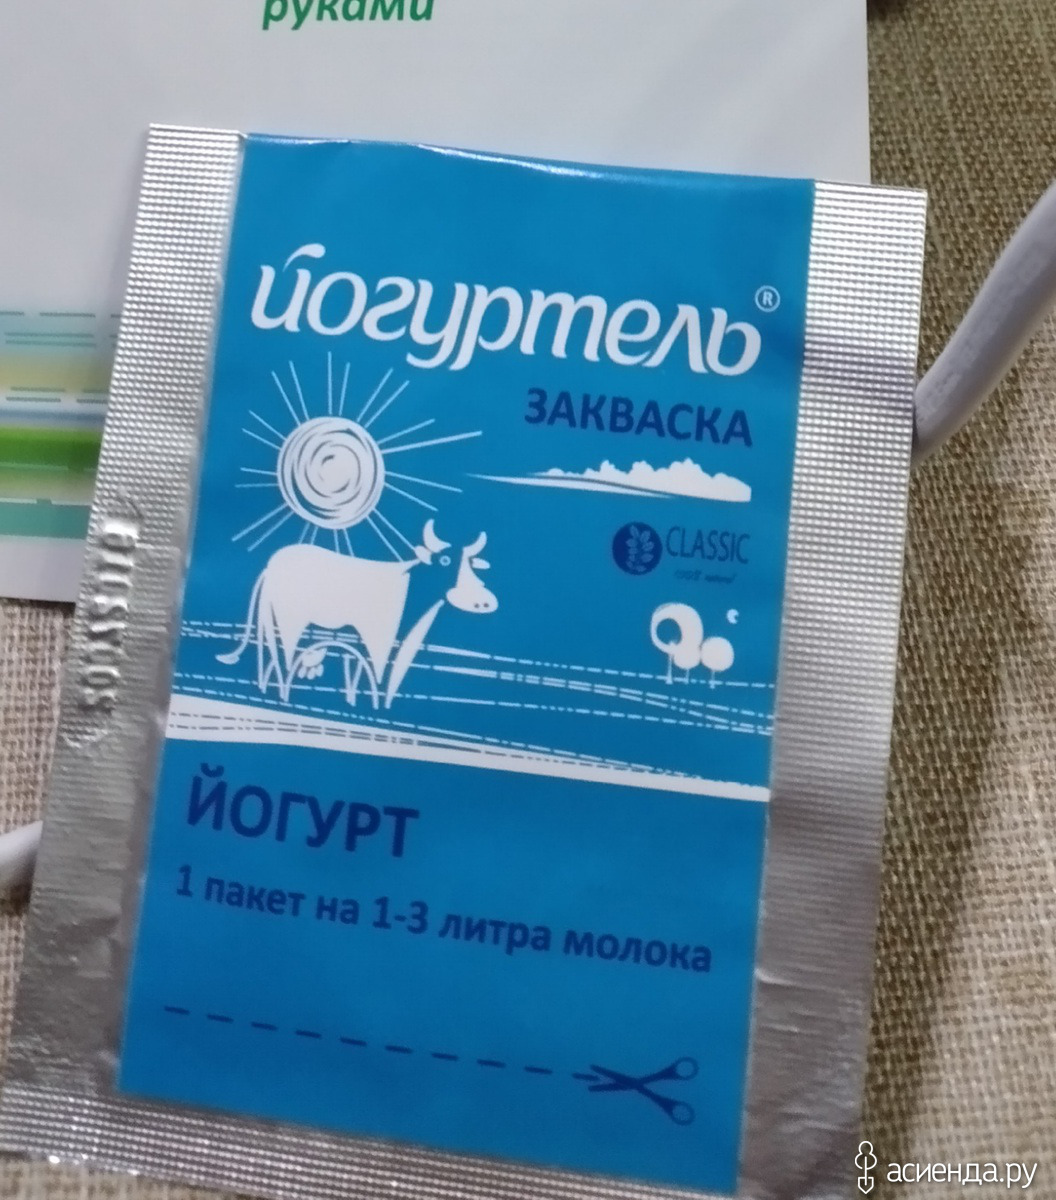 руками
йогуртель®
ЗАКВАСКА
CLASSIC
ЙОГУРТ
1 пакет на 1-3 литра молока
асиенда.ру